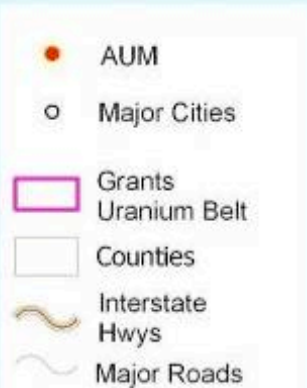 AUM
Major Cities
Grants
Uranium Belt
Counties
Interstate
Hwys
Major Roads